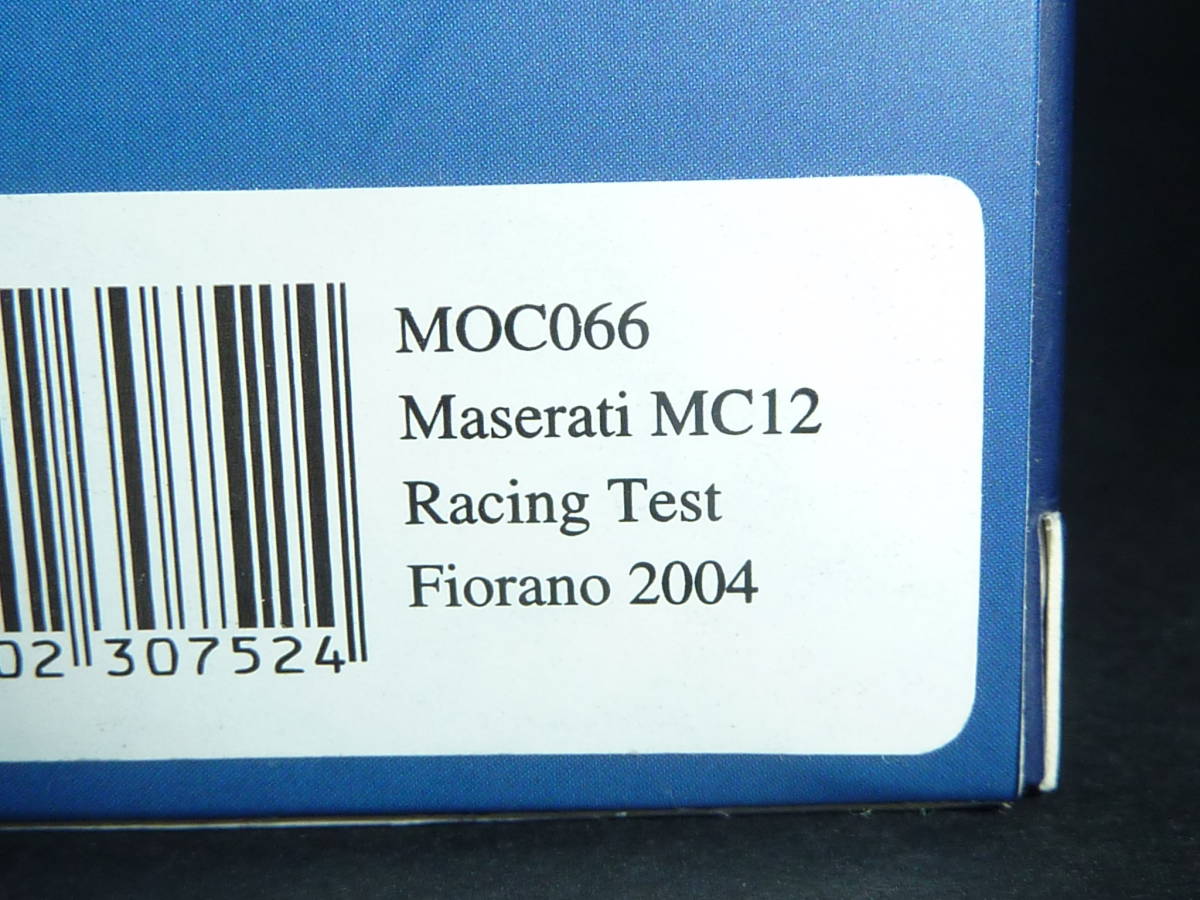 MOC066
Maserati MC12
Racing Test
Fiorano 2004
02 307524